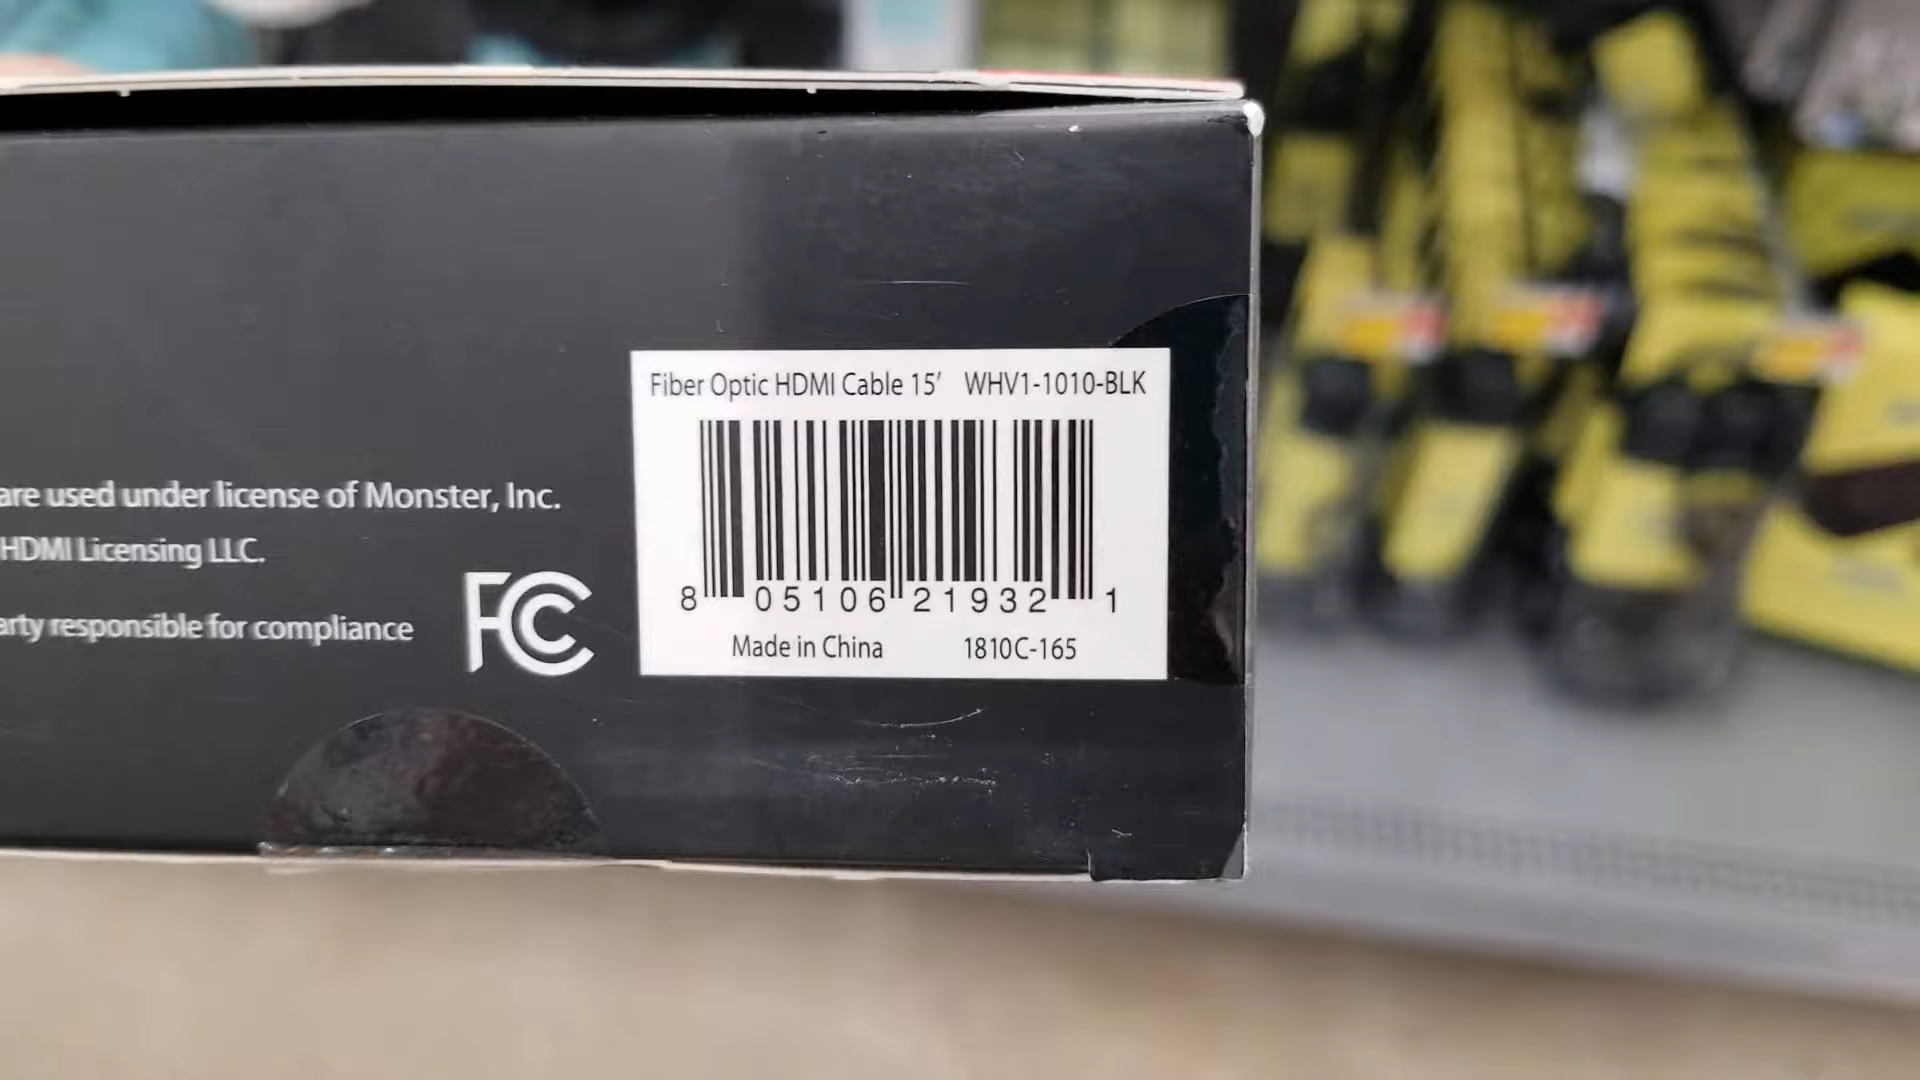 Fiber Optic HDMI Cable 15′ WHV1-1010-BLK
8 05106 21932 1
Made in China 1810C-165
are used under license of Monster, Inc.
HDMI Licensing LLC.
arty responsible for compliance
FC